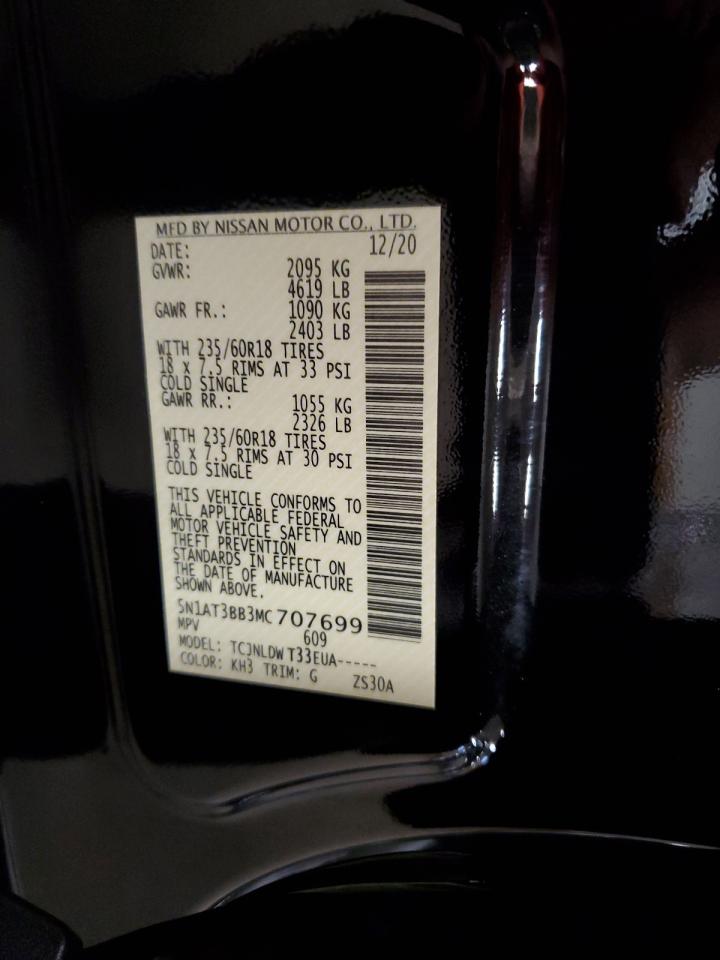 MFD BY NISSAN MOTOR CO., LTD.
DATE: 12/20
GVWR: 2095 KG
4619 LB
GAWR FR.: 1090 KG
2403 LB
WITH 235/60R18 TIRES
18 x 7.5 RIMS AT 33 PSI
COLD SINGLE
GAWR RR.: 1055 KG
2326 LB
WITH 235/60R18 TIRES
18 x 7.5 RIMS AT 30 PSI
COLD SINGLE
THIS VEHICLE CONFORMS TO
ALL APPLICABLE FEDERAL
MOTOR VEHICLE SAFETY AND
THEFT PREVENTION
STANDARDS IN EFFECT ON
THE DATE OF MANUFACTURE
SHOWN ABOVE.
5N1AT3BB3MC707699
MPV 609
MODEL: TCJNLDWT33EUA-----
COLOR: KH3 TRIM: G ZS30A